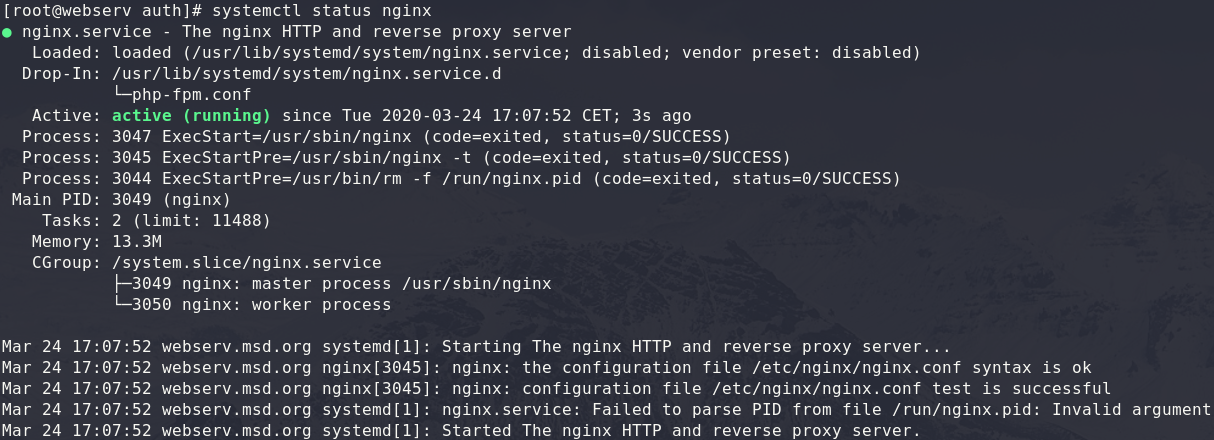 [root@webserv auth]# systemctl status nginx
● nginx.service - The nginx HTTP and reverse proxy server
   Loaded: loaded (/usr/lib/systemd/system/nginx.service; disabled; vendor preset: disabled)
  Drop-In: /usr/lib/systemd/system/nginx.service.d
           └─php-fpm.conf
   Active: active (running) since Tue 2020-03-24 17:07:52 CET; 3s ago
  Process: 3047 ExecStart=/usr/sbin/nginx (code=exited, status=0/SUCCESS)
  Process: 3045 ExecStartPre=/usr/sbin/nginx -t (code=exited, status=0/SUCCESS)
  Process: 3044 ExecStartPre=/usr/bin/rm -f /run/nginx.pid (code=exited, status=0/SUCCESS)
 Main PID: 3049 (nginx)
    Tasks: 2 (limit: 11488)
   Memory: 13.3M
   CGroup: /system.slice/nginx.service
           ├─3049 nginx: master process /usr/sbin/nginx
           └─3050 nginx: worker process

Mar 24 17:07:52 webserv.msd.org systemd[1]: Starting The nginx HTTP and reverse proxy server...
Mar 24 17:07:52 webserv.msd.org nginx[3045]: nginx: the configuration file /etc/nginx/nginx.conf syntax is ok
Mar 24 17:07:52 webserv.msd.org nginx[3045]: nginx: configuration file /etc/nginx/nginx.conf test is successful
Mar 24 17:07:52 webserv.msd.org systemd[1]: nginx.service: Failed to parse PID from file /run/nginx.pid: Invalid argument
Mar 24 17:07:52 webserv.msd.org systemd[1]: Started The nginx HTTP and reverse proxy server.